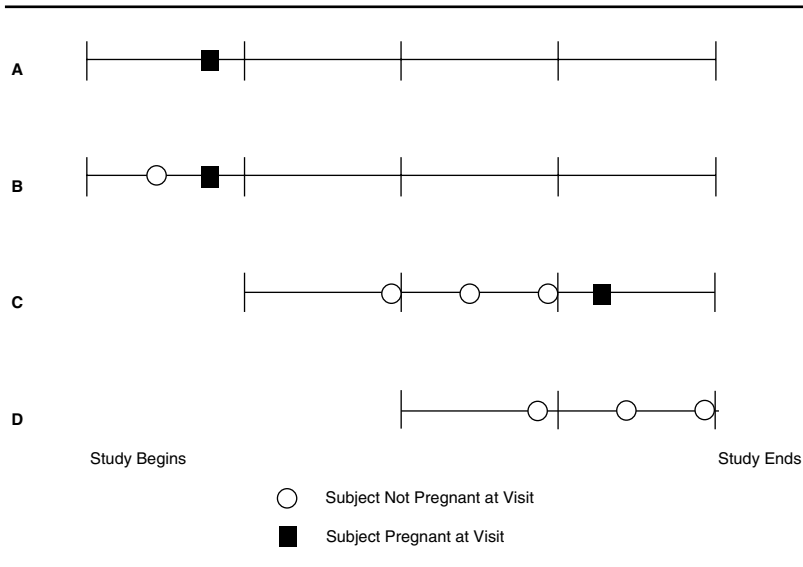 A
B
C
D
Study Begins
Study Ends
Subject Not Pregnant at Visit
Subject Pregnant at Visit